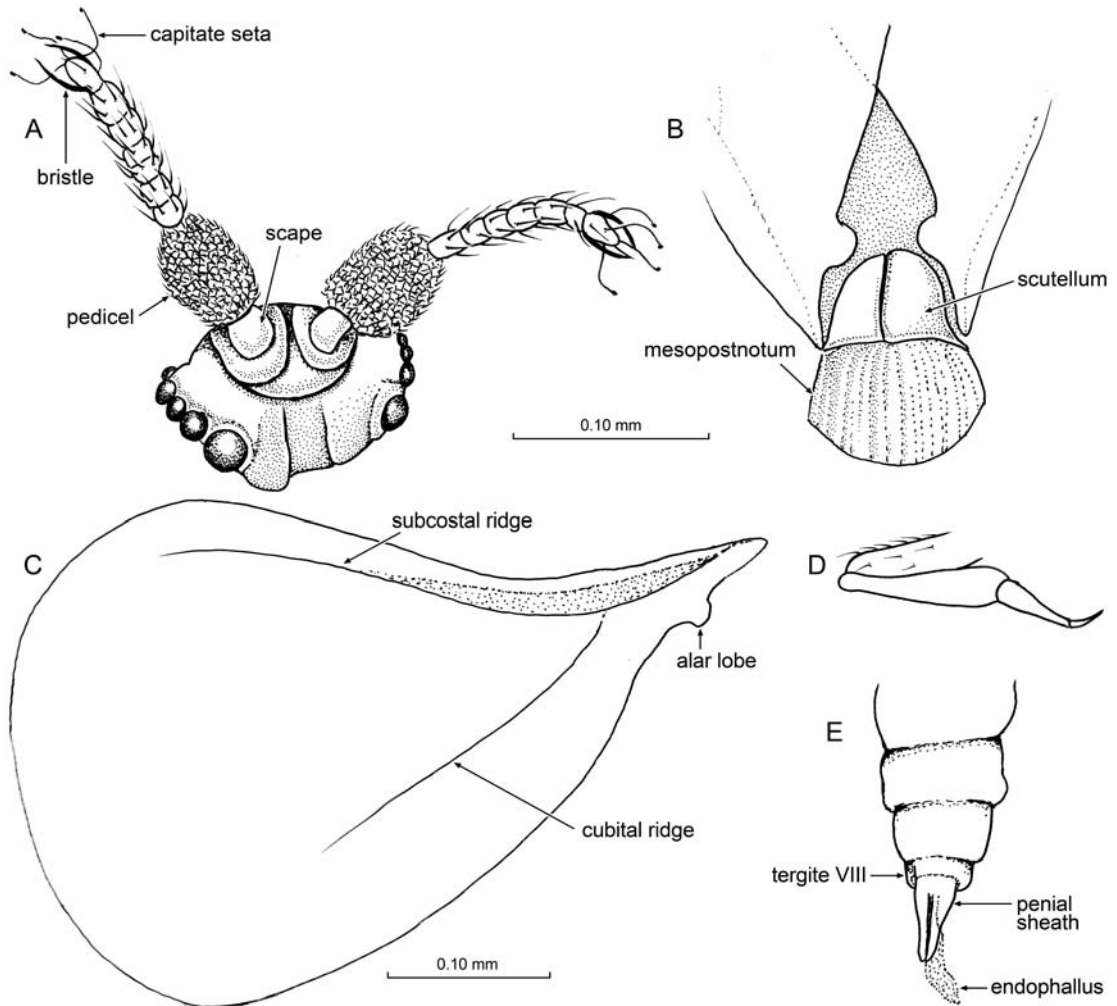 capitate seta
A
B
bristle
scape
scutellum
pedicel
mesopostnotum
0.10 mm
subcostal ridge
C
D
alar lobe
E
cubital ridge
tergite VIII
penial
sheath
0.10 mm
endophallus